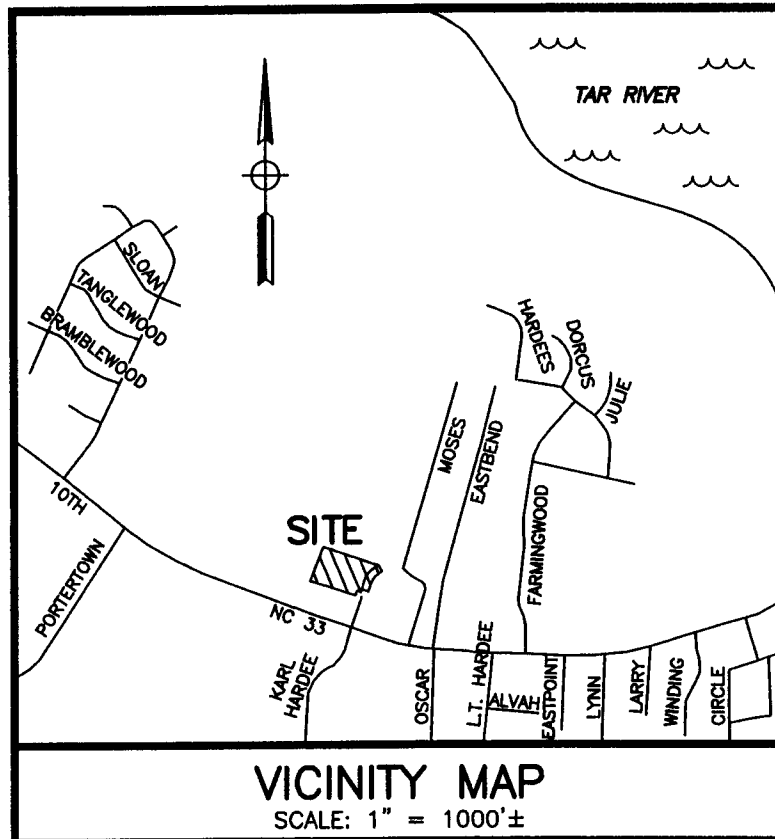 TAR RIVER
SLOAN
TANGLEWOOD
BRAMBLEWOOD
HARDEES
DORCUS
JULIE
MOSES
EASTBEND
FARMINGWOOD
10TH
PORTERTOWN
SITE
NC 33
KARL
HARDEE
OSCAR
L.T. HARDEE
ALVAH
EASTPOINT
LYNN
LARRY
WINDING
CIRCLE
VICINITY MAP
SCALE: 1" = 1000'±